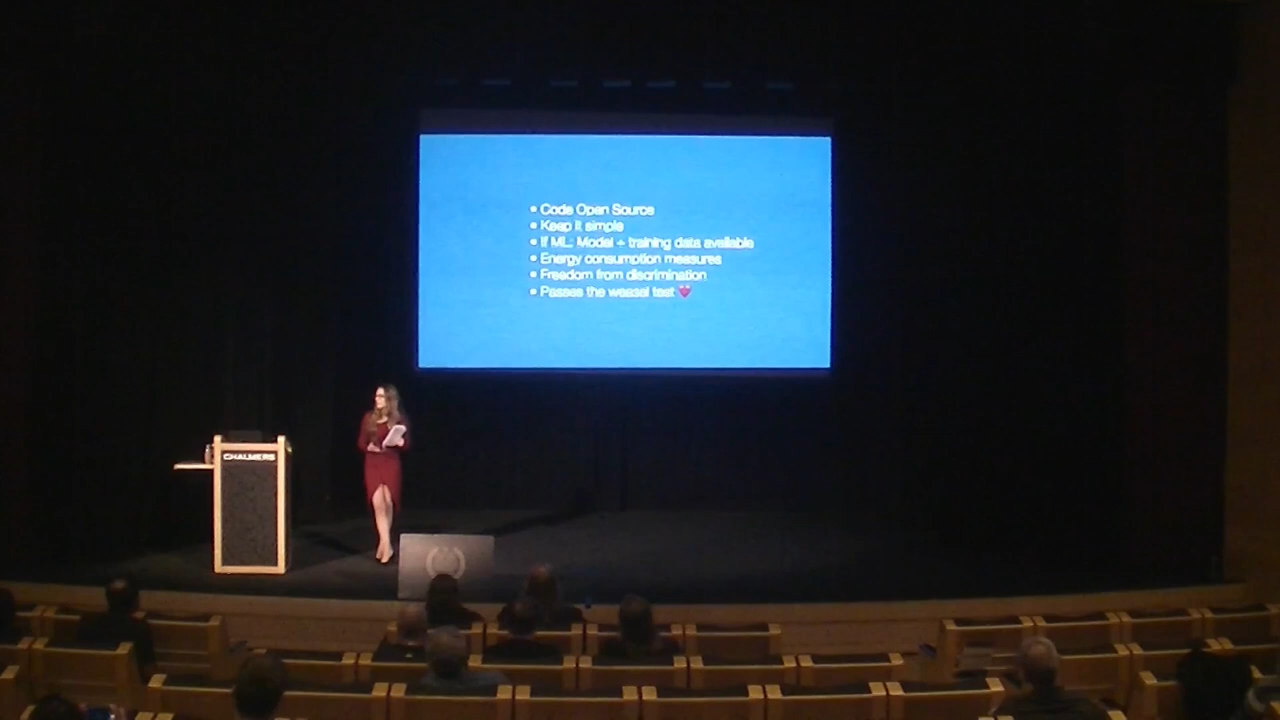 • Code Open Source
• Keep it simple
• If ML: Model + training data available
• Energy consumption measures
• Freedom from discrimination
• Passes the weasel test
CHALMERS